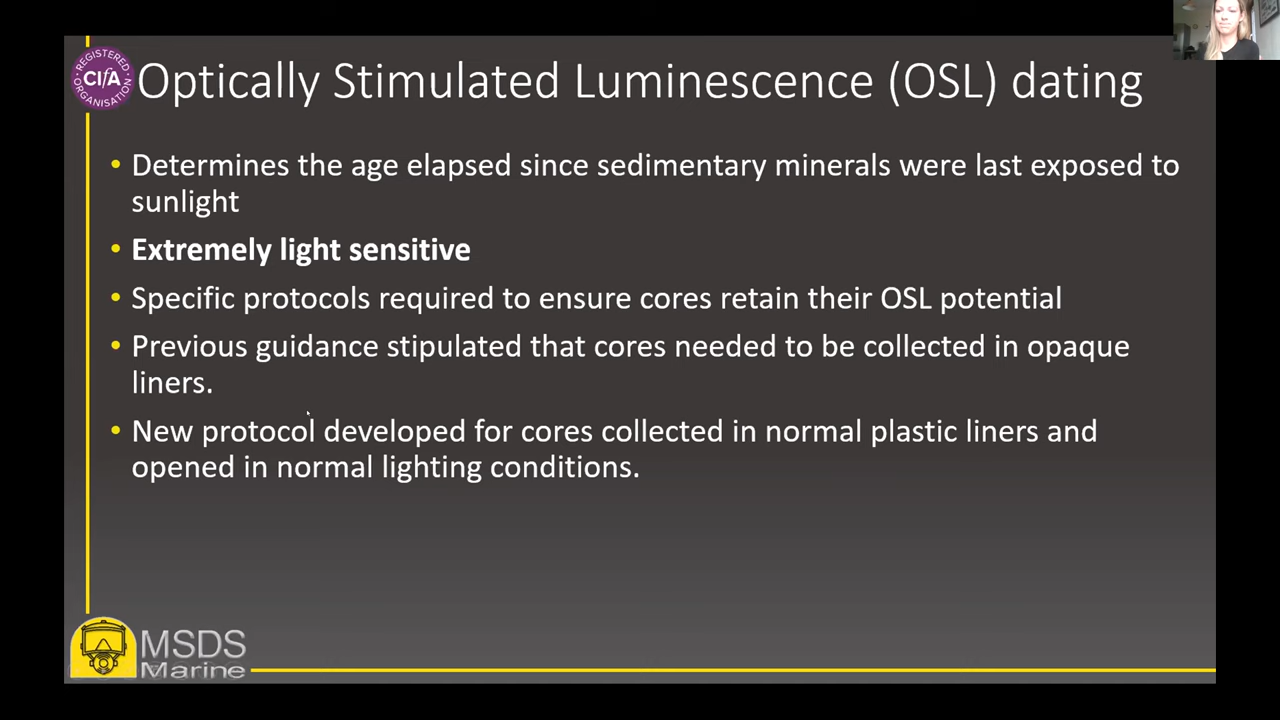 REGISTERED
CIfA
ORGANISATION
Optically Stimulated Luminescence (OSL) dating
• Determines the age elapsed since sedimentary minerals were last exposed to
sunlight
• Extremely light sensitive
• Specific protocols required to ensure cores retain their OSL potential
• Previous guidance stipulated that cores needed to be collected in opaque
liners.
• New protocol developed for cores collected in normal plastic liners and
opened in normal lighting conditions.
MSDS
Marine